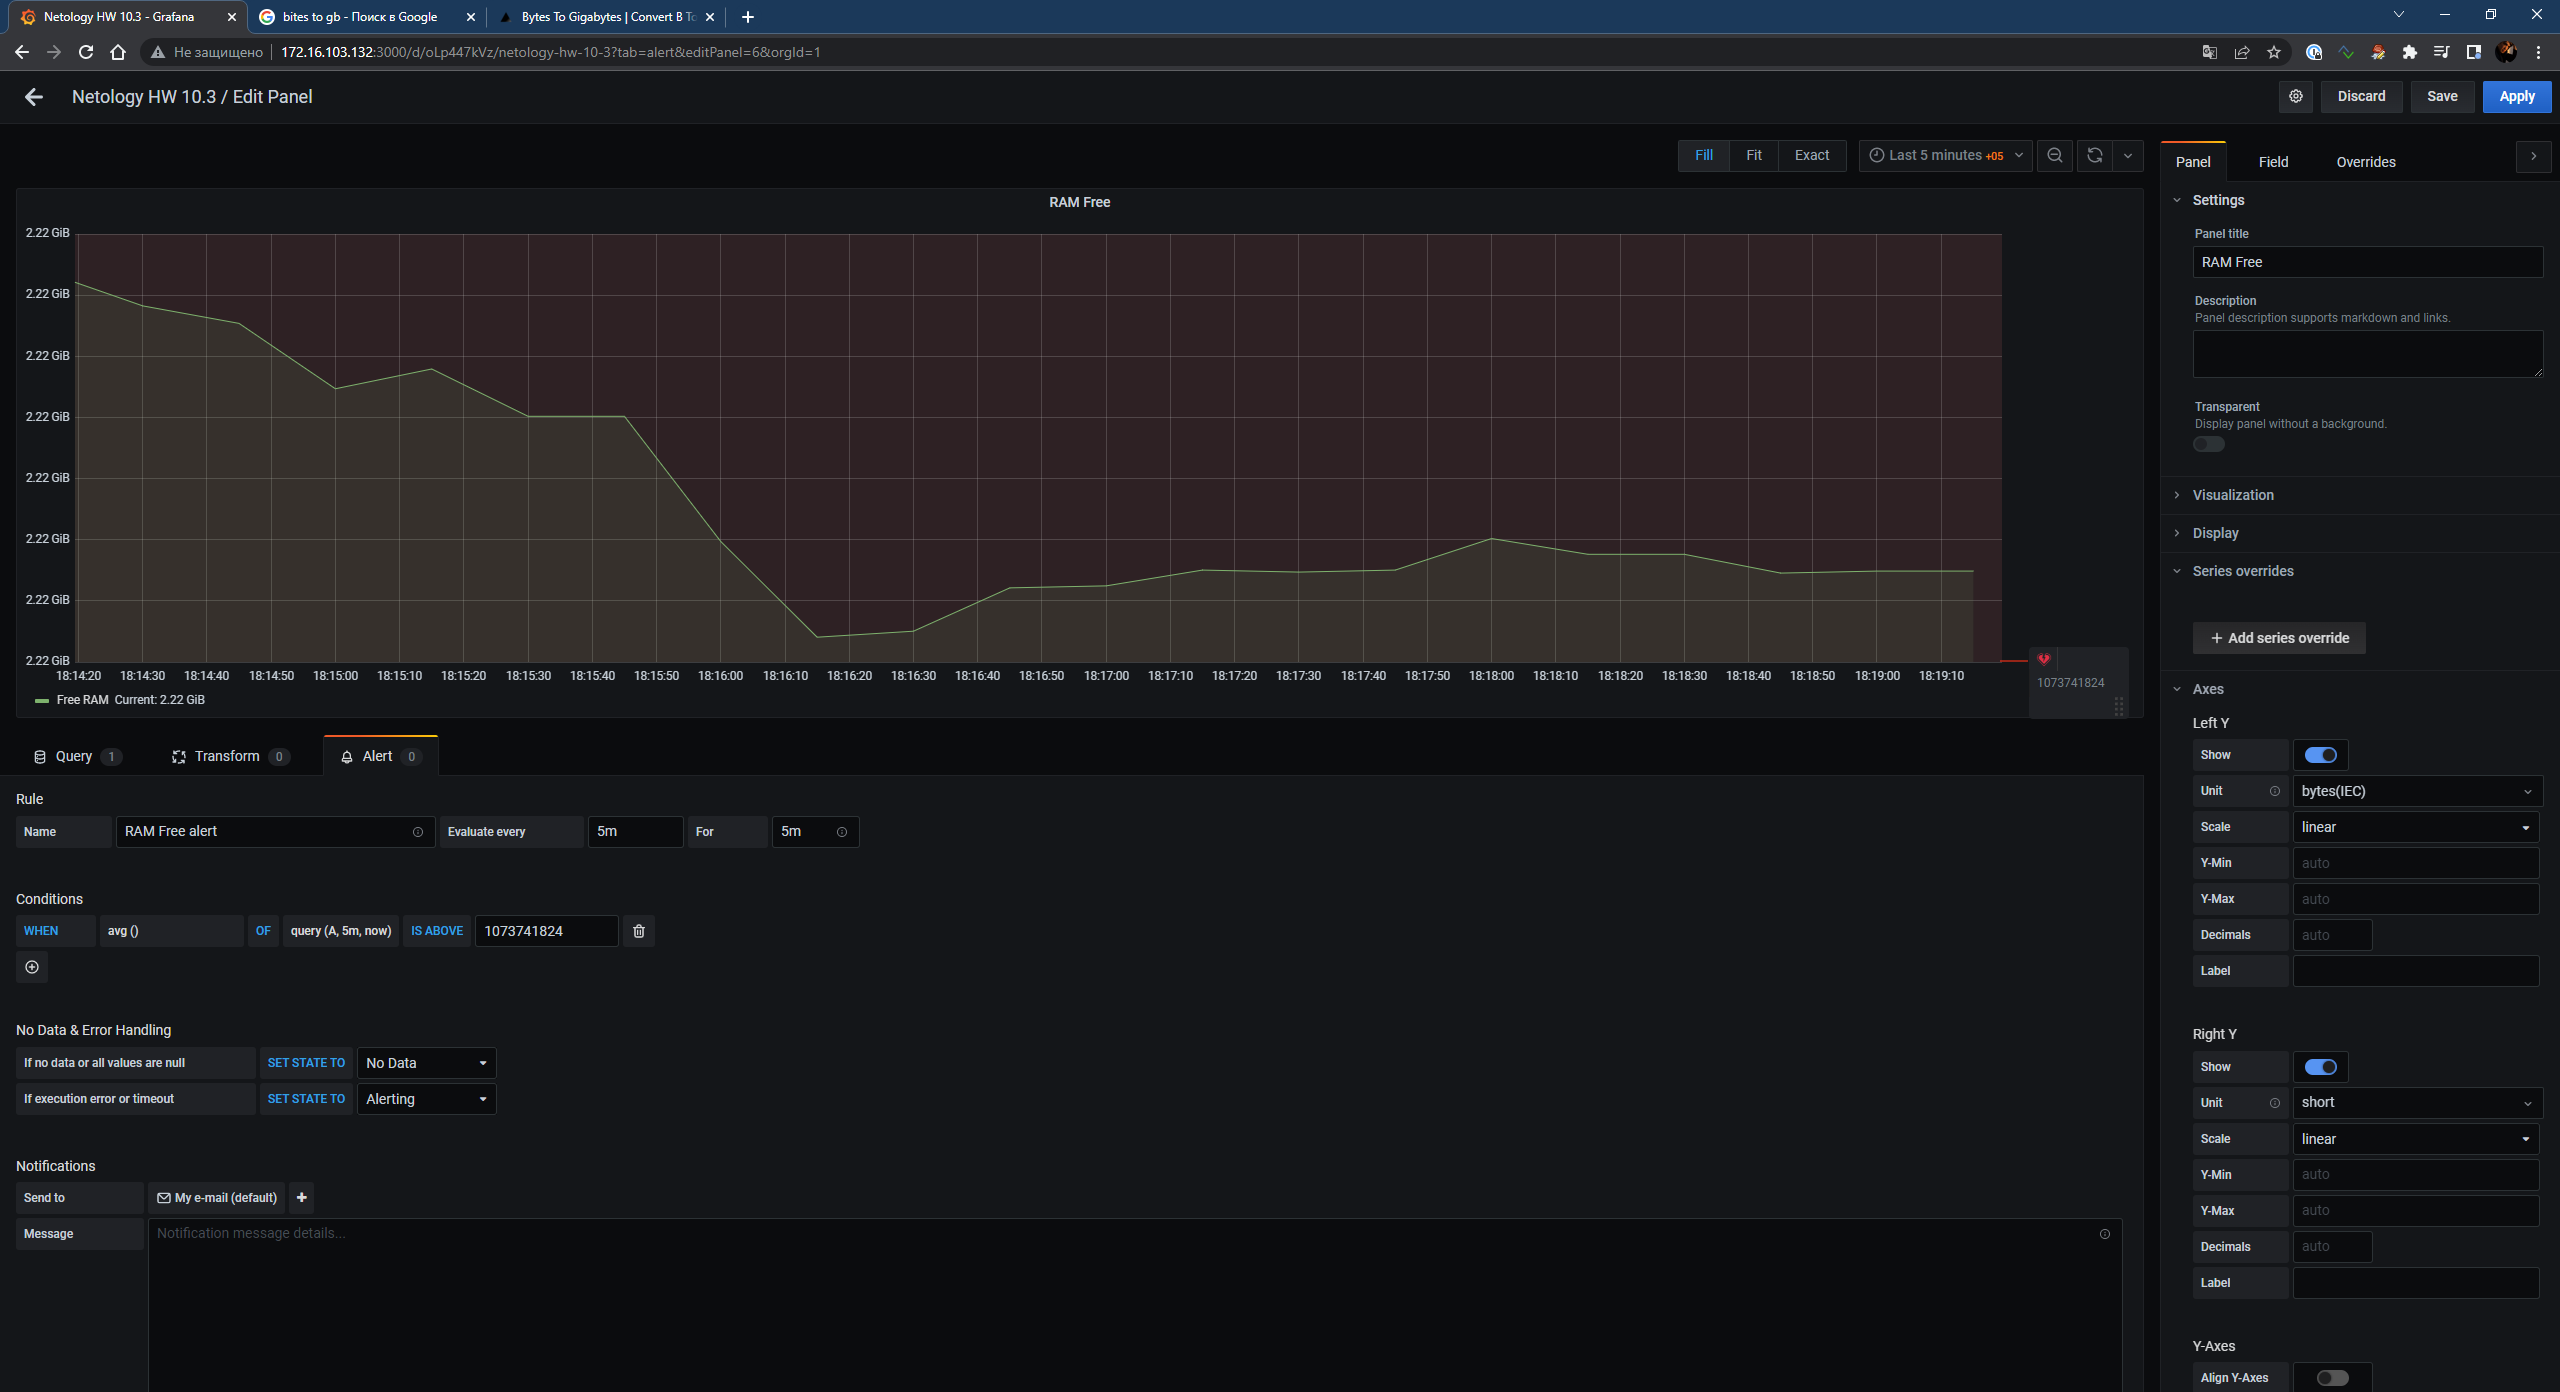 Netology HW 10.3 - Grafana
bites to gb - Поиск в Google
Bytes To Gigabytes | Convert B To
Не защищено
172.16.103.132:3000/d/oLp447kVz/netology-hw-10-3?tab=alert&editPanel=6&orgId=1
Netology HW 10.3 / Edit Panel
Discard
Save
Apply
Fill
Fit
Exact
Last 5 minutes +05
RAM Free
2.22 GiB
2.22 GiB
2.22 GiB
2.22 GiB
2.22 GiB
2.22 GiB
2.22 GiB
2.22 GiB
18:14:20 18:14:30 18:14:40 18:14:50 18:15:00 18:15:10 18:15:20 18:15:30 18:15:40 18:15:50 18:16:00 18:16:10 18:16:20 18:16:30 18:16:40 18:16:50 18:17:00 18:17:10 18:17:20 18:17:30 18:17:40 18:17:50 18:18:00 18:18:10 18:18:20 18:18:30 18:18:40 18:18:50 18:19:00 18:19:10
1073741824
Free RAM Current: 2.22 GiB
Query 1
Transform 0
Alert 0
Rule
Name
RAM Free alert
Evaluate every
5m
For
5m
Conditions
WHEN
avg ()
OF
query (A, 5m, now)
IS ABOVE
1073741824
No Data & Error Handling
If no data or all values are null
SET STATE TO
No Data
If execution error or timeout
SET STATE TO
Alerting
Notifications
Send to
My e-mail (default)
Message
Notification message details...
Panel
Field
Overrides
Settings
Panel title
RAM Free
Description
Panel description supports markdown and links.
Transparent
Display panel without a background.
Visualization
Display
Series overrides
+ Add series override
Axes
Left Y
Show
Unit
bytes(IEC)
Scale
linear
Y-Min
auto
Y-Max
auto
Decimals
auto
Label
Right Y
Show
Unit
short
Scale
linear
Y-Min
auto
Y-Max
auto
Decimals
auto
Label
Y-Axes
Align Y-Axes